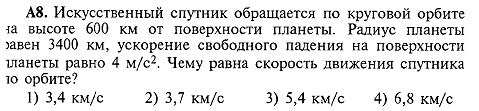 А8. Искусственный спутник обращается по круговой орбите
на высоте 600 км от поверхности планеты. Радиус планеты
равен 3400 км, ускорение свободного падения на поверхности
планеты равно 4 м/с². Чему равна скорость движения спутника
по орбите?
1) 3,4 км/с 2) 3,7 км/с 3) 5,4 км/с 4) 6,8 км/с